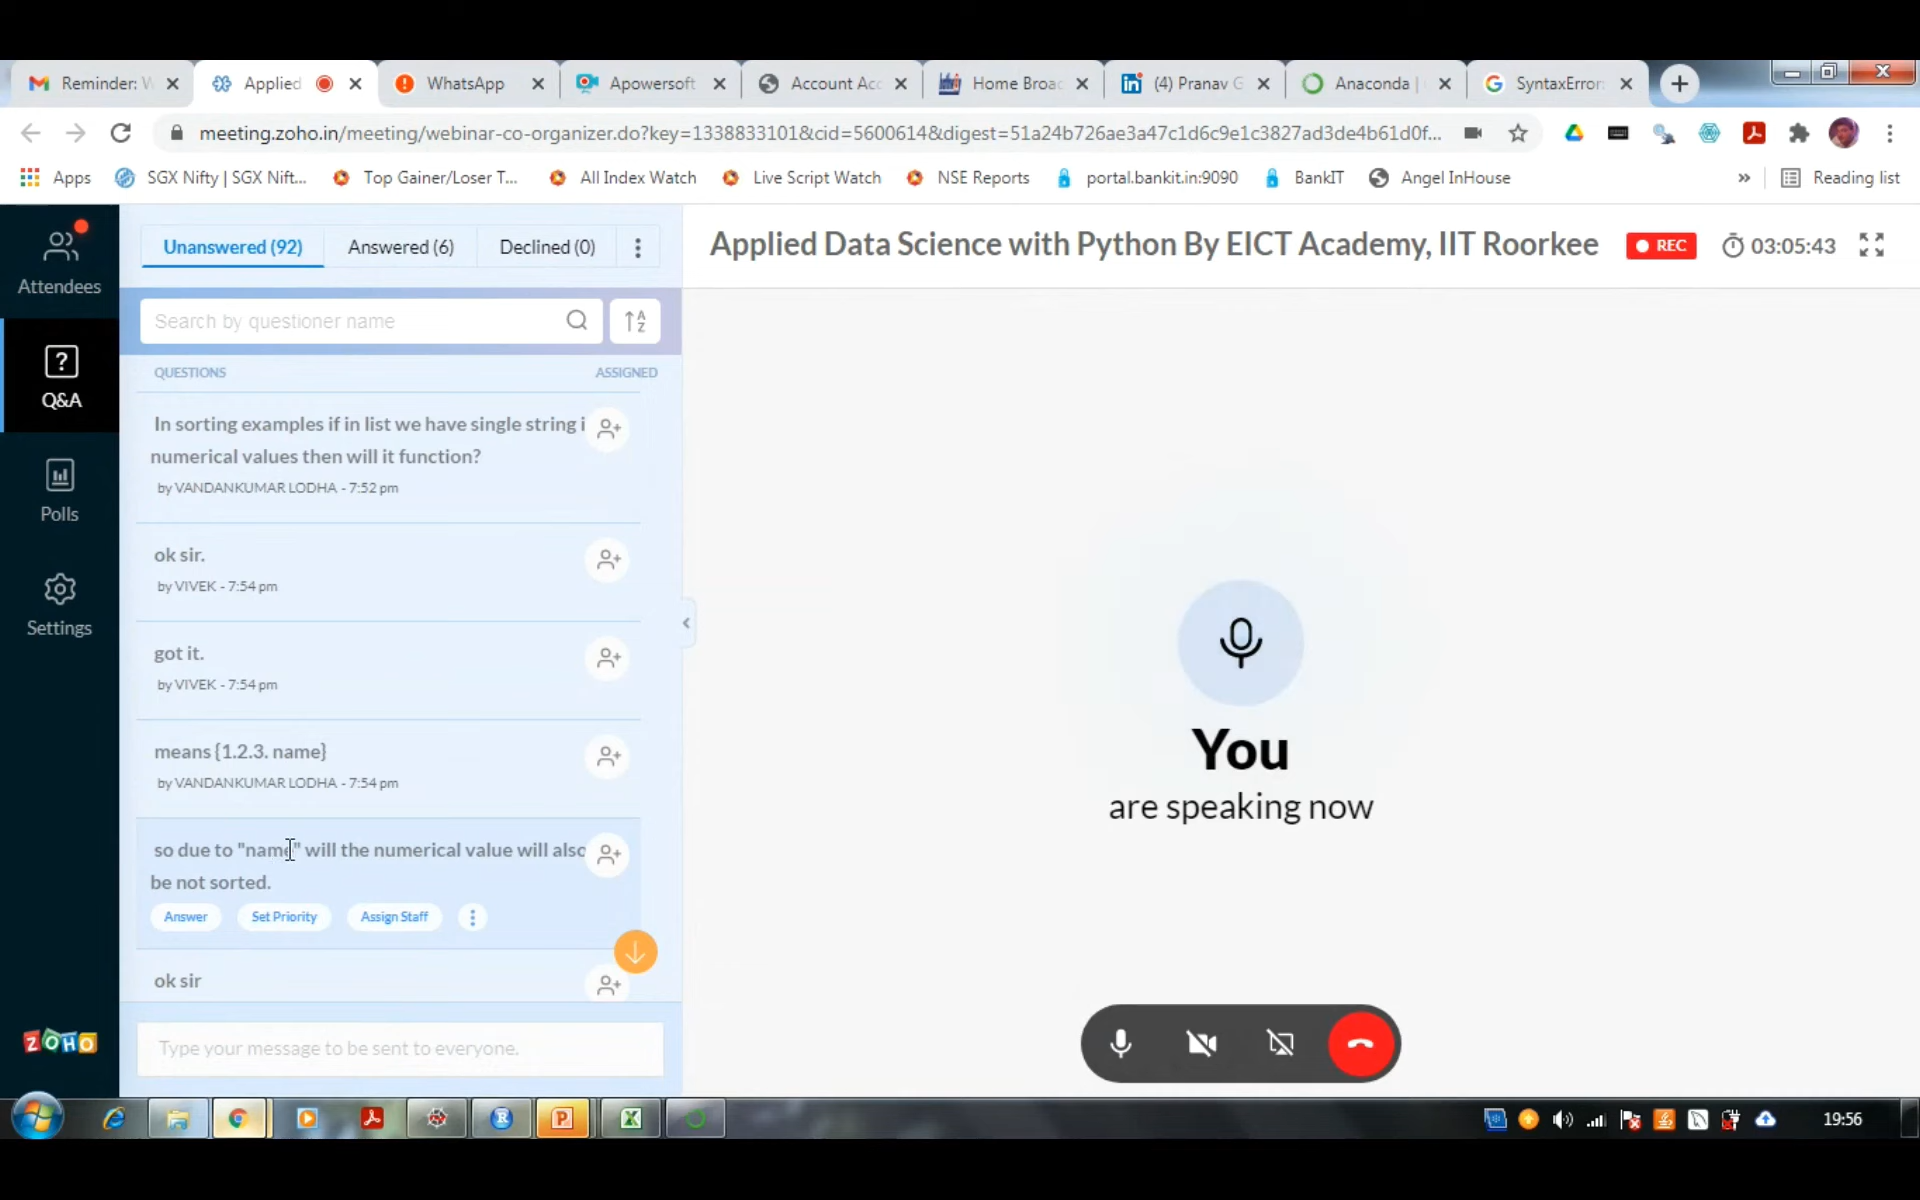 Reminder: W
Applied
WhatsApp
Apowersoft
Account Acc
Home Broad
(4) Pranav G
Anaconda |
SyntaxError:
meeting.zoho.in/meeting/webinar-co-organizer.do?key=1338833101&cid=5600614&digest=51a24b726ae3a47c1d6c9e1c3827ad3de4b61d0f...
Apps
SGX Nifty | SGX Nift...
Top Gainer/Loser T...
All Index Watch
Live Script Watch
NSE Reports
portal.bankit.in:9090
BankIT
Angel InHouse
»
Reading list
Attendees
Q&A
Polls
Settings
ZOHO
Unanswered (92)
Answered (6)
Declined (0)
Search by questioner name
QUESTIONS
ASSIGNED
In sorting examples if in list we have single string i
numerical values then will it function?
by VANDANKUMAR LODHA - 7:52 pm
ok sir.
by VIVEK - 7:54 pm
got it.
by VIVEK - 7:54 pm
means {1.2.3. name}
by VANDANKUMAR LODHA - 7:54 pm
so due to "name" will the numerical value will also
be not sorted.
Answer
Set Priority
Assign Staff
ok sir
Type your message to be sent to everyone.
Applied Data Science with Python By EICT Academy, IIT Roorkee
REC
03:05:43
You
are speaking now
19:56